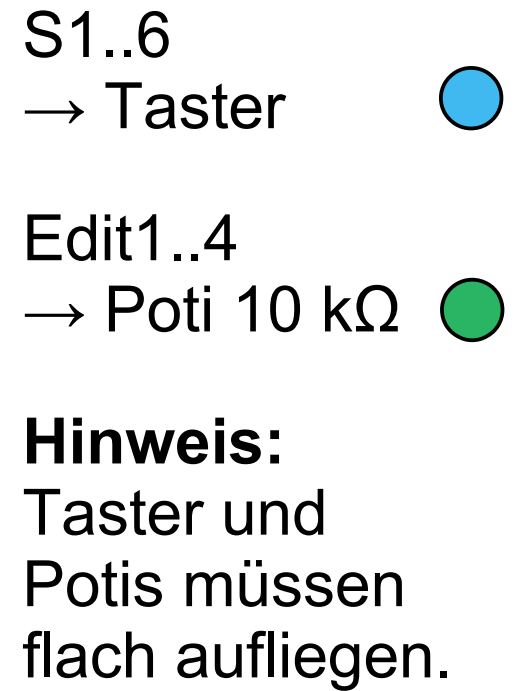 S1..6
→ Taster
Edit1..4
→ Poti 10 kΩ
Hinweis:
Taster und
Potis müssen
flach aufliegen.